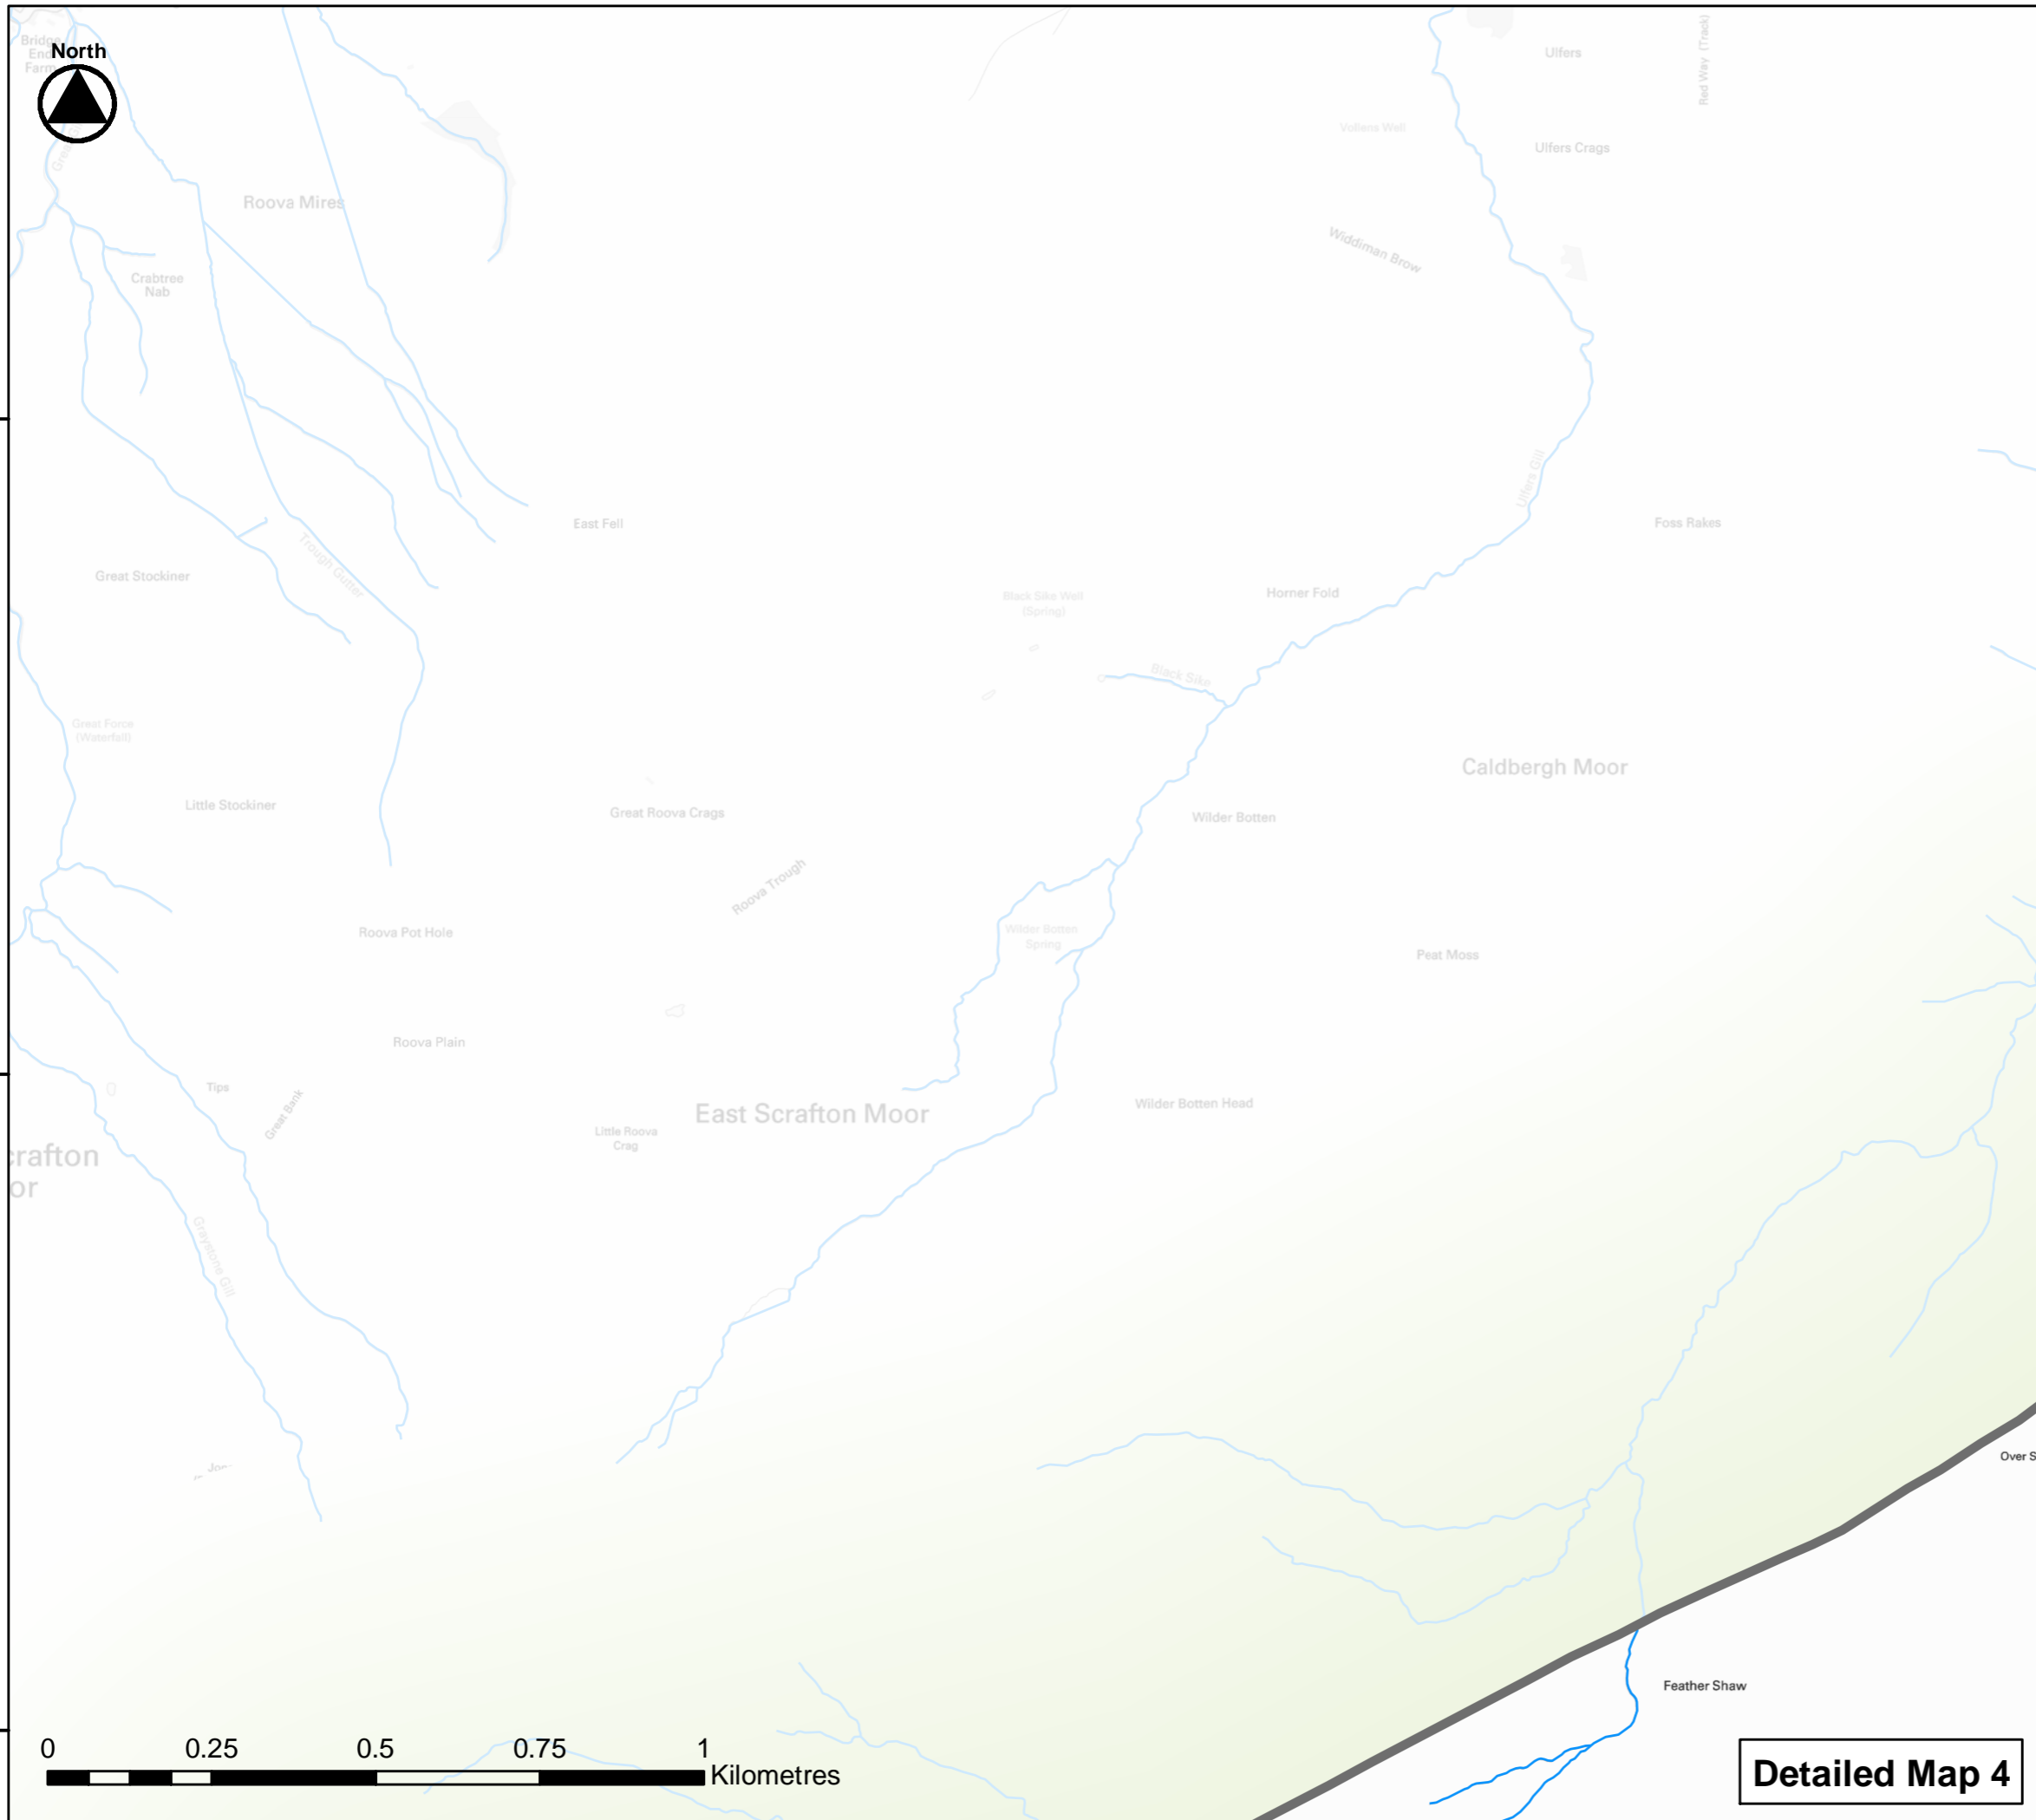 Bridge
End
Farm
North
Ulfers
Red Way (Track)
Vollans Well
Ulfers Crags
Roova Mires
Widdiman Brow
Crabtree
Nab
Ulfers Gill
East Fell
Foss Rakes
Trough Gutter
Great Stockiner
Black Sike Well
(Spring)
Horner Fold
Black Sike
Great Force
(Waterfall)
Caldbergh Moor
Little Stockiner
Great Roova Crags
Wilder Botten
Roova Trough
Roova Pot Hole
Wilder Botten
Spring
Peat Moss
Roova Plain
Tips
Great Bank
East Scrafton Moor
Wilder Botten Head
Little Roova
Crag
crafton
or
Graystone Gill
Over S
Feather Shaw
0 0.25 0.5 0.75 1
Kilometres
Detailed Map 4